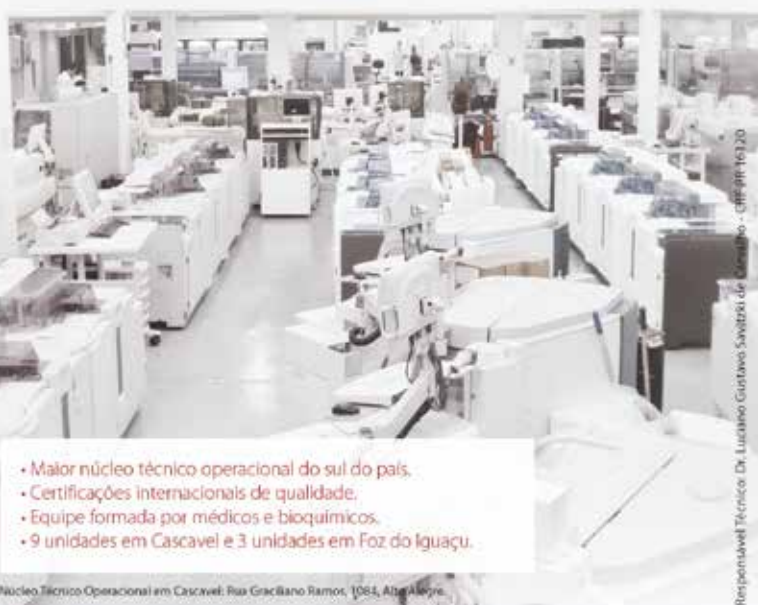 • Maior núcleo técnico operacional do sul do país.
• Certificações internacionais de qualidade.
• Equipe formada por médicos e bioquímicos.
• 9 unidades em Cascavel e 3 unidades em Foz do Iguaçu.
Núcleo Técnico Operacional em Cascavel: Rua Graciliano Ramos, 1084, Alto Alegre.
Responsável Técnico: Dr. Luciano Gustavo Savitzki de Carvalho - CRF PR 16120